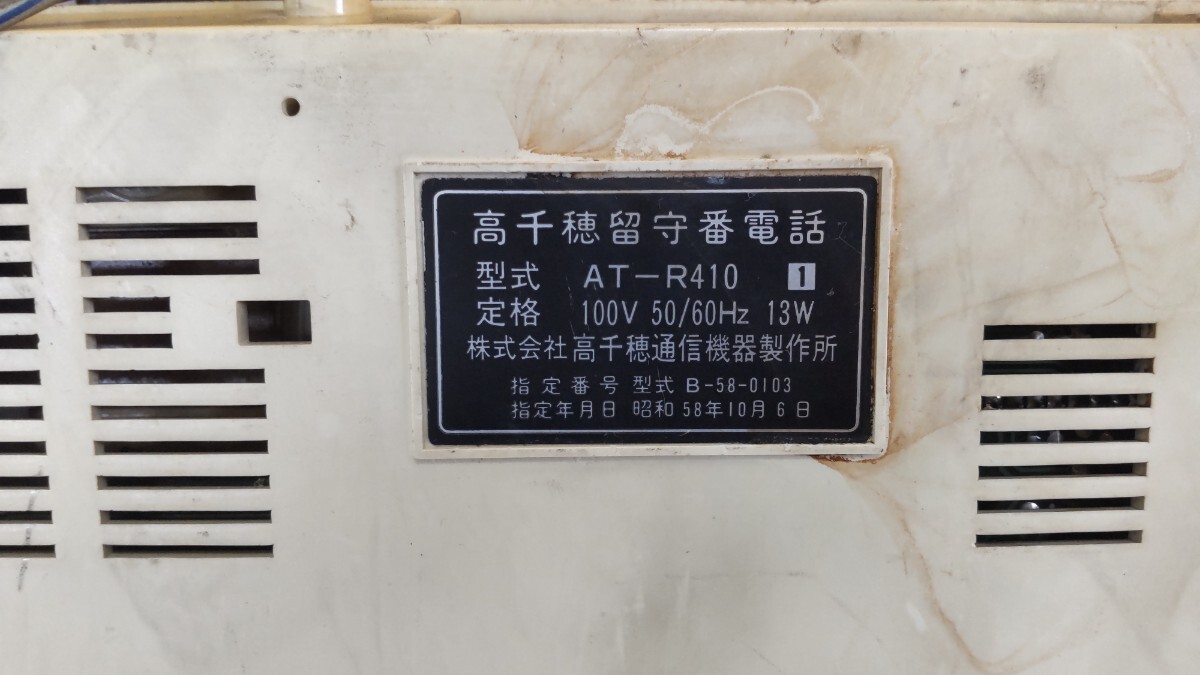 高千穂留守番電話
型式 AT-R410 1
定格 100V 50/60Hz 13W
株式会社高千穂通信機器製作所
指定番号 型式 B-58-0103
指定年月日 昭和58年10月6日